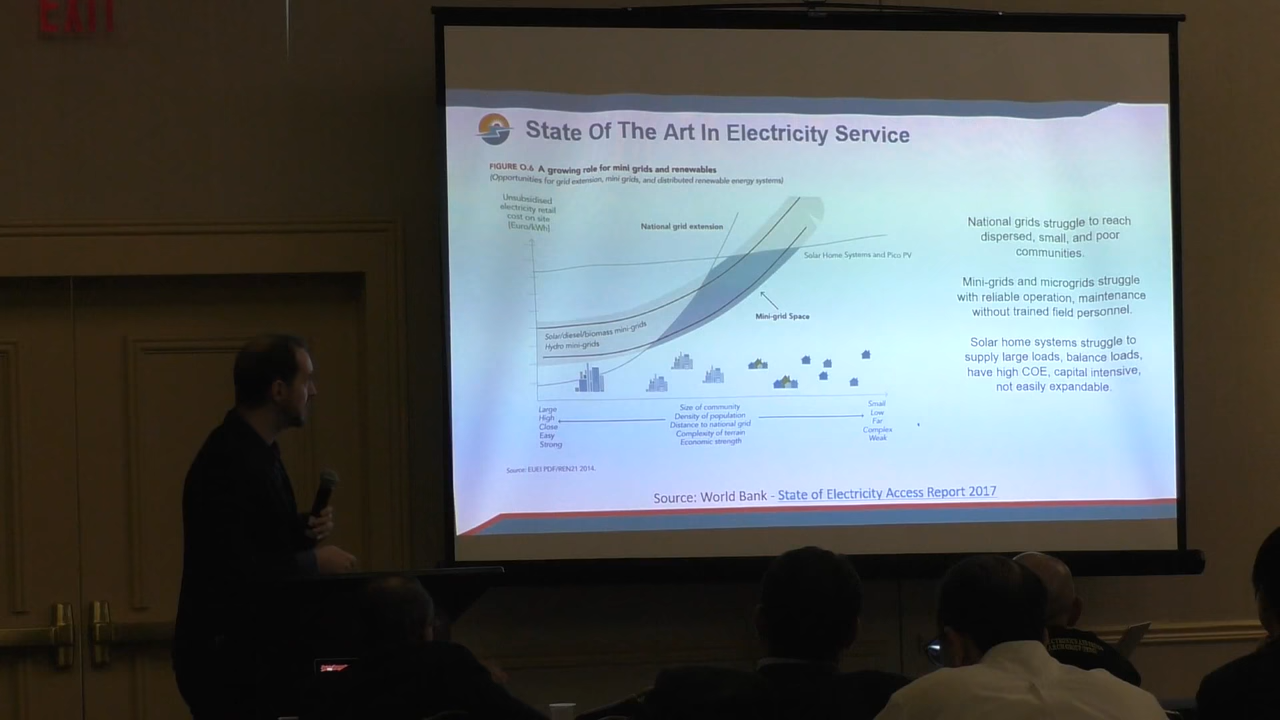 EXIT
State Of The Art In Electricity Service
FIGURE O.6 A growing role for mini grids and renewables
(Opportunities for grid extension, mini grids, and distributed renewable energy systems)
Unsubsidised
electricity retail
cost on site
[Euro/kWh]
National grid extension
Solar Home Systems and Pico PV
Mini-grid Space
Solar/diesel/biomass mini-grids
Hydro mini-grids
Large
High
Close
Easy
Strong
Size of community
Density of population
Distance to national grid
Complexity of terrain
Economic strength
Small
Low
Far
Complex
Weak
Source: EUEI PDF/REN21 2014.
National grids struggle to reach
dispersed, small, and poor
communities.
Mini-grids and microgrids struggle
with reliable operation, maintenance
without trained field personnel.
Solar home systems struggle to
supply large loads, balance loads,
have high COE, capital intensive,
not easily expandable.
Source: World Bank - State of Electricity Access Report 2017